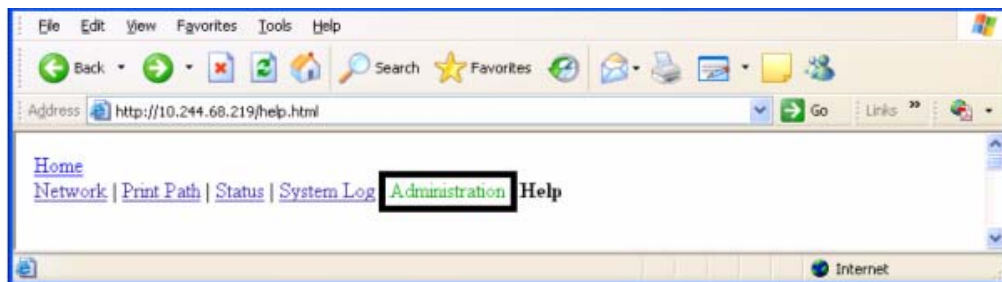 File Edit View Favorites Tools Help
Back Search Favorites
Address http://10.244.68.219/help.html Go Links »
Home
Network | Print Path | Status | System Log Administration Help
Internet